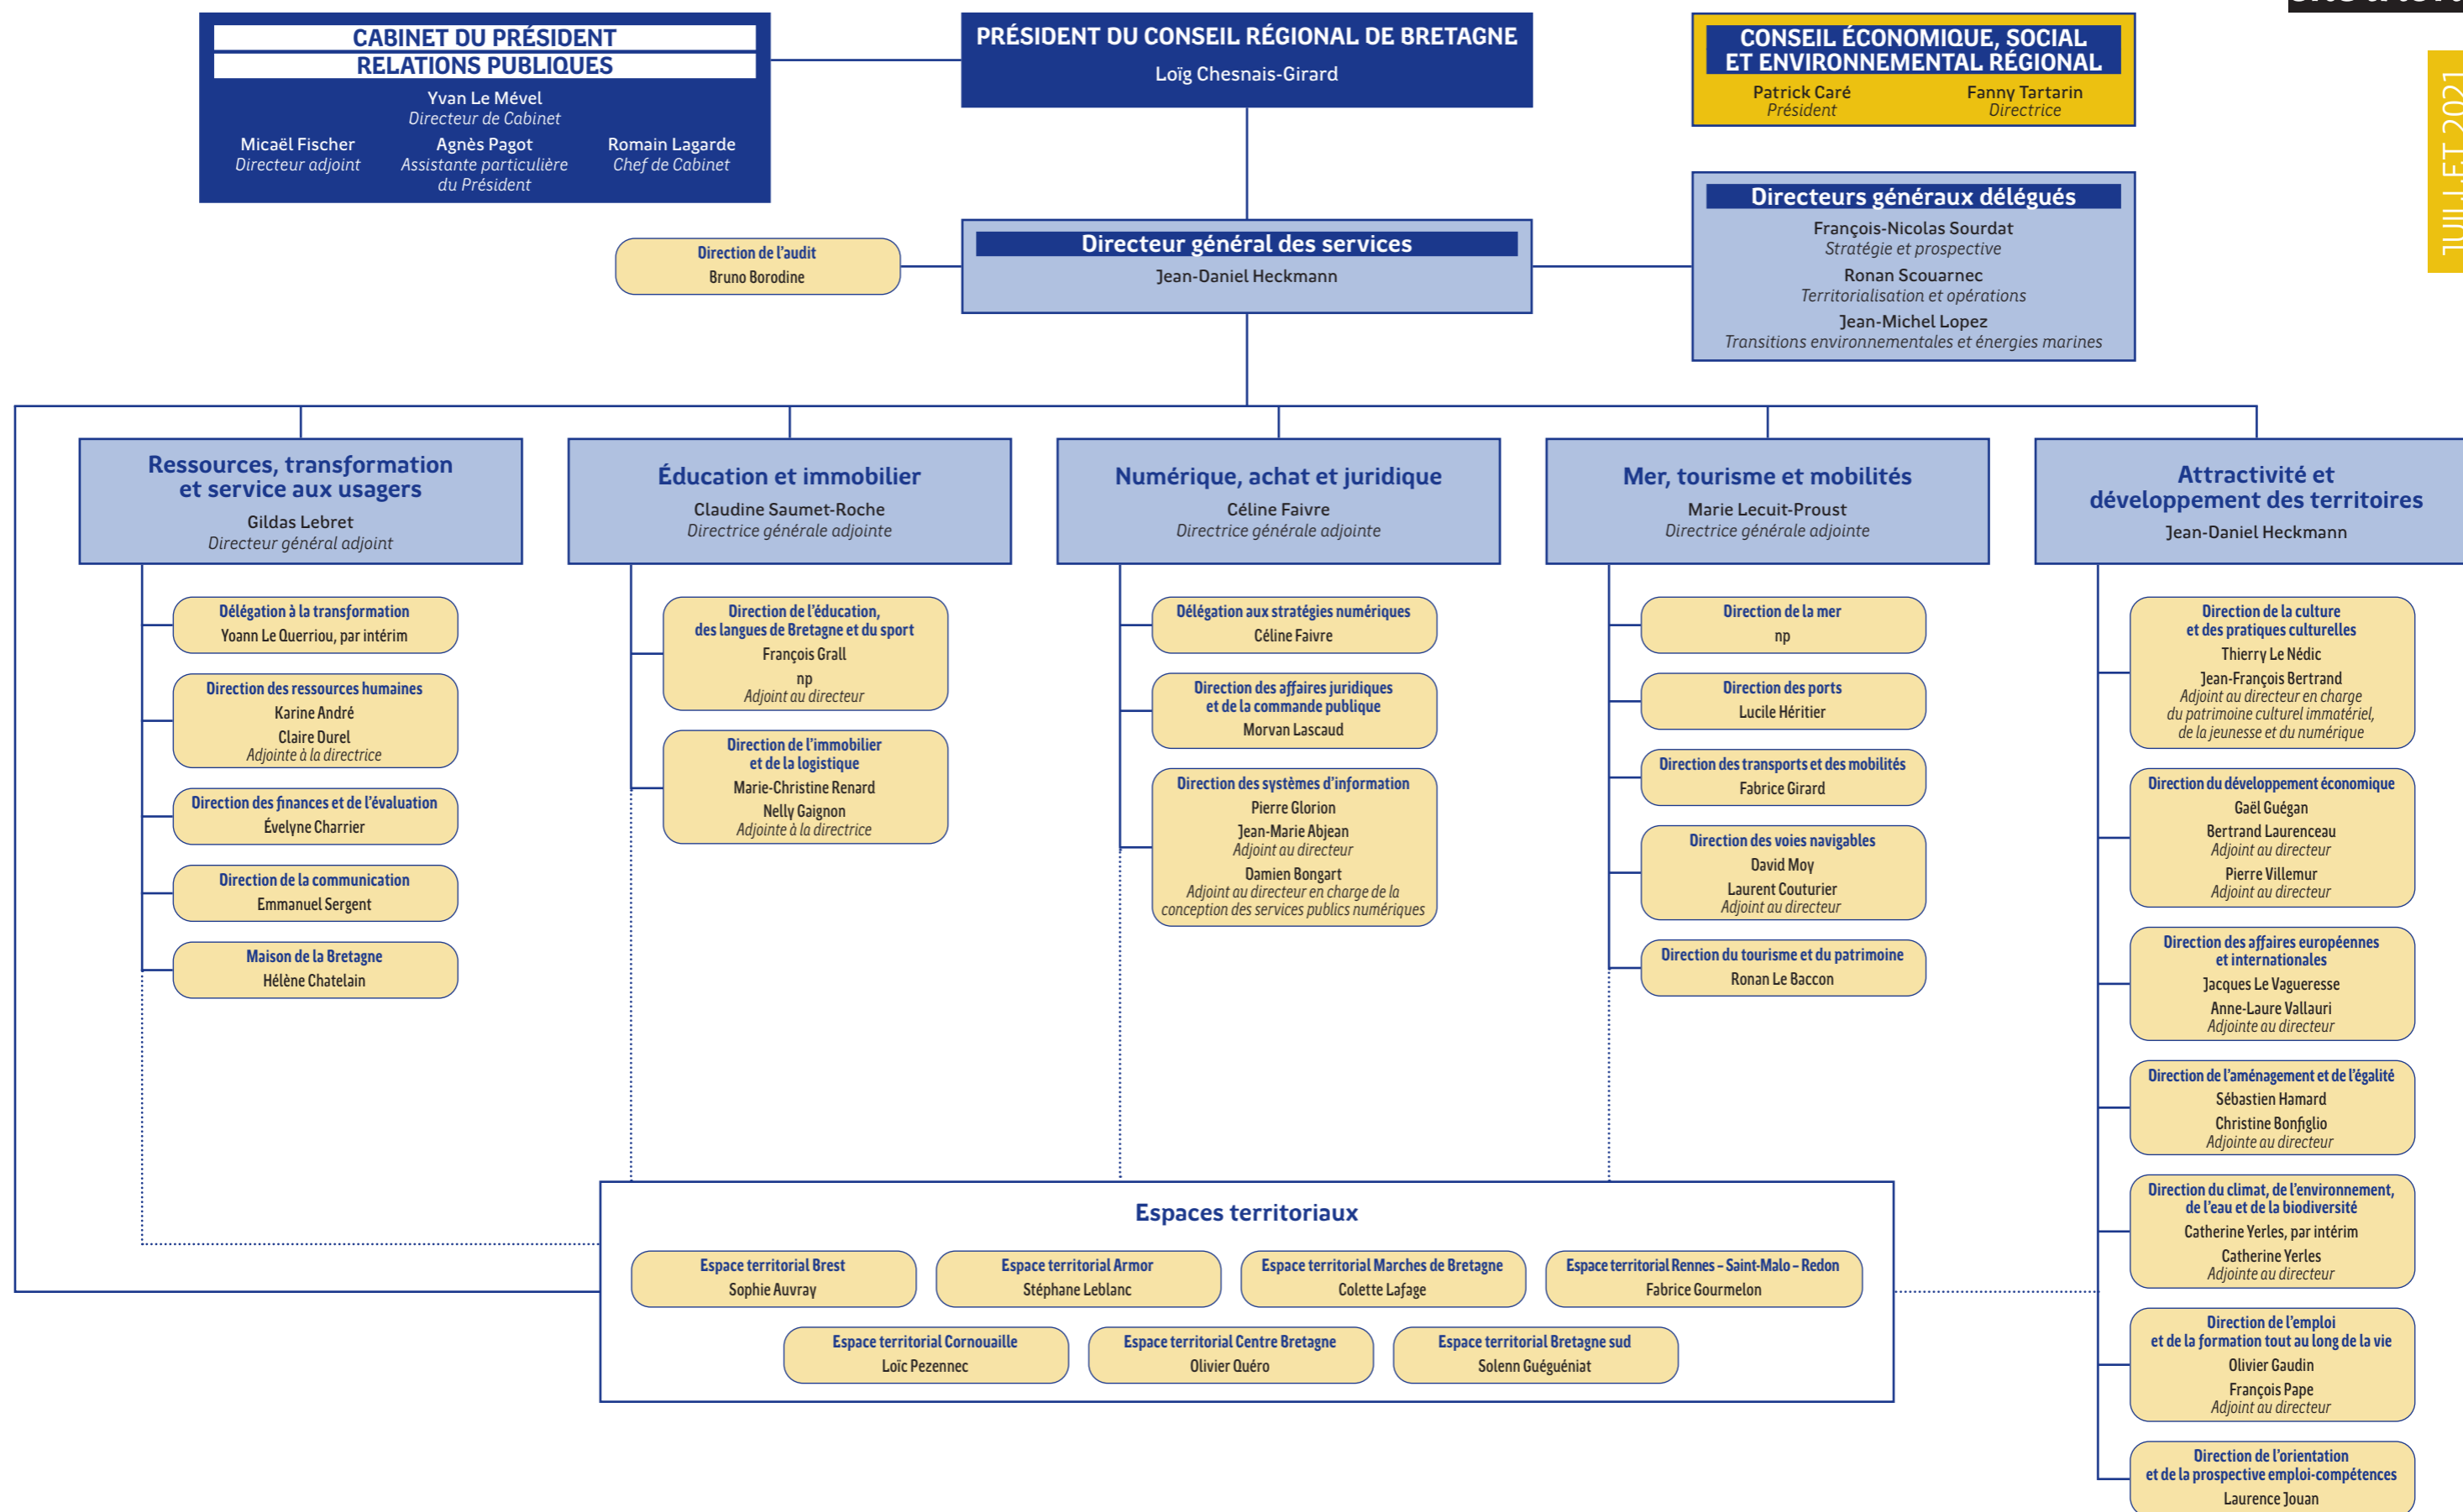 CABINET DU PRÉSIDENT
RELATIONS PUBLIQUES
Yvan Le Mével
Directeur de Cabinet
Micaël Fischer
Directeur adjoint
Agnès Pagot
Assistante particulière
du Président
Romain Lagarde
Chef de Cabinet
PRÉSIDENT DU CONSEIL RÉGIONAL DE BRETAGNE
Loïg Chesnais-Girard
CONSEIL ÉCONOMIQUE, SOCIAL
ET ENVIRONNEMENTAL RÉGIONAL
Patrick Caré
Président
Fanny Tartarin
Directrice
JUILLET 2021
Direction de l'audit
Bruno Borodine
Directeur général des services
Jean-Daniel Heckmann
Directeurs généraux délégués
François-Nicolas Sourdat
Stratégie et prospective
Ronan Scouarnec
Territorialisation et opérations
Jean-Michel Lopez
Transitions environnementales et énergies marines
Ressources, transformation
et service aux usagers
Gildas Lebret
Directeur général adjoint
Délégation à la transformation
Yoann Le Querriou, par intérim
Direction des ressources humaines
Karine André
Claire Durel
Adjointe à la directrice
Direction des finances et de l'évaluation
Évelyne Charrier
Direction de la communication
Emmanuel Sergent
Maison de la Bretagne
Hélène Chatelain
Éducation et immobilier
Claudine Saumet-Roche
Directrice générale adjointe
Direction de l'éducation,
des langues de Bretagne et du sport
François Grall
np
Adjoint au directeur
Direction de l'immobilier
et de la logistique
Marie-Christine Renard
Nelly Gaignon
Adjointe à la directrice
Numérique, achat et juridique
Céline Faivre
Directrice générale adjointe
Délégation aux stratégies numériques
Céline Faivre
Direction des affaires juridiques
et de la commande publique
Morvan Lascaud
Direction des systèmes d'information
Pierre Glorion
Jean-Marie Abjean
Adjoint au directeur
Damien Bongart
Adjoint au directeur en charge de la
conception des services publics numériques
Mer, tourisme et mobilités
Marie Lecuit-Proust
Directrice générale adjointe
Direction de la mer
np
Direction des ports
Lucile Héritier
Direction des transports et des mobilités
Fabrice Girard
Direction des voies navigables
David Moy
Laurent Couturier
Adjoint au directeur
Direction du tourisme et du patrimoine
Ronan Le Baccon
Attractivité et
développement des territoires
Jean-Daniel Heckmann
Direction de la culture
et des pratiques culturelles
Thierry Le Nédic
Jean-François Bertrand
Adjoint au directeur en charge
du patrimoine culturel immatériel,
de la jeunesse et du numérique
Direction du développement économique
Gaël Guégan
Bertrand Laurenceau
Adjoint au directeur
Pierre Villemur
Adjoint au directeur
Direction des affaires européennes
et internationales
Jacques Le Vagueresse
Anne-Laure Vallauri
Adjointe au directeur
Direction de l'aménagement et de l'égalité
Sébastien Hamard
Christine Bonfiglio
Adjointe au directeur
Direction du climat, de l'environnement,
de l'eau et de la biodiversité
Catherine Yerles, par intérim
Catherine Yerles
Adjointe au directeur
Direction de l'emploi
et de la formation tout au long de la vie
Olivier Gaudin
François Pape
Adjoint au directeur
Direction de l'orientation
et de la prospective emploi-compétences
Laurence Jouan
Espaces territoriaux
Espace territorial Brest
Sophie Auvray
Espace territorial Armor
Stéphane Leblanc
Espace territorial Marches de Bretagne
Colette Lafage
Espace territorial Rennes – Saint-Malo – Redon
Fabrice Gourmelon
Espace territorial Cornouaille
Loïc Pezennec
Espace territorial Centre Bretagne
Olivier Quéro
Espace territorial Bretagne sud
Solenn Guéguéniat